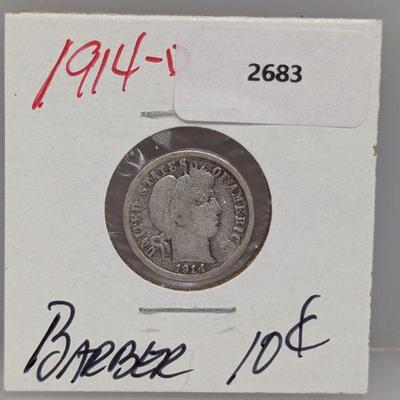 1914-
2683
UNITED STATES OF AMERICA
1914
BARBER 10¢